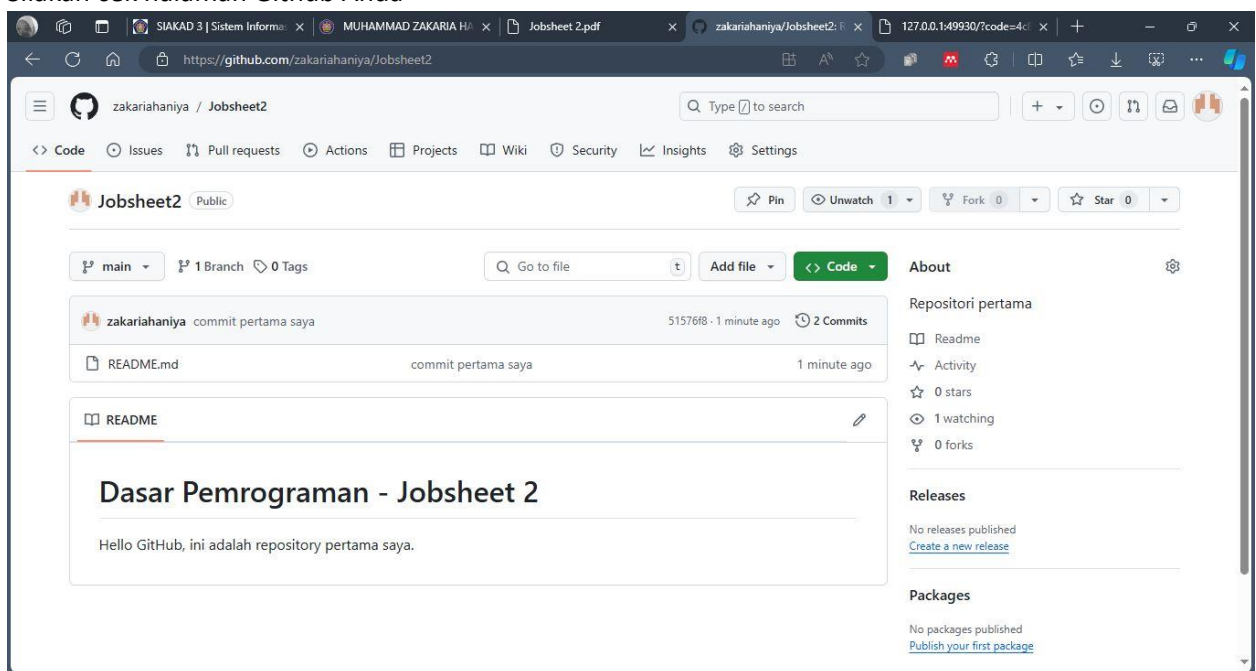 Silakan cek halaman Github Anda
SIAKAD 3 | Sistem Informa
MUHAMMAD ZAKARIA HA
Jobsheet 2.pdf
zakariahaniya/Jobsheet2: R
127.0.0.1:49930/?code=4c
https://github.com/zakariahaniya/Jobsheet2
zakariahaniya / Jobsheet2
Type / to search
Code Issues Pull requests Actions Projects Wiki Security Insights Settings
Jobsheet2 Public
Pin Unwatch 1 Fork 0 Star 0
main 1 Branch 0 Tags
Go to file t Add file Code
zakariahaniya commit pertama saya 51576f8 · 1 minute ago 2 Commits
README.md commit pertama saya 1 minute ago
README
Dasar Pemrograman - Jobsheet 2
Hello GitHub, ini adalah repository pertama saya.
About
Repositori pertama
Readme
Activity
0 stars
1 watching
0 forks
Releases
No releases published
Create a new release
Packages
No packages published
Publish your first package